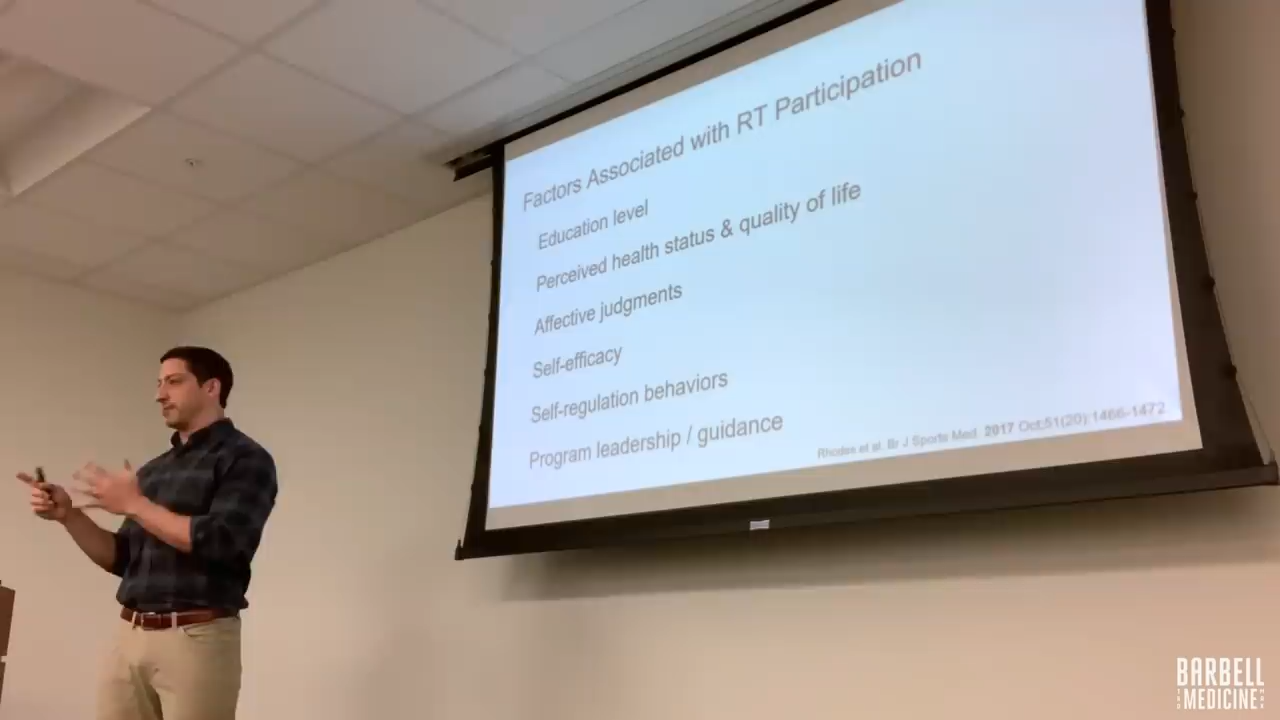 Factors Associated with RT Participation
Education level
Perceived health status & quality of life
Affective judgments
Self-efficacy
Self-regulation behaviors
Program leadership / guidance
Rhodes et al. Br J Sports Med. 2017 Oct;51(20):1466-1472
BARBELL
MEDICINE